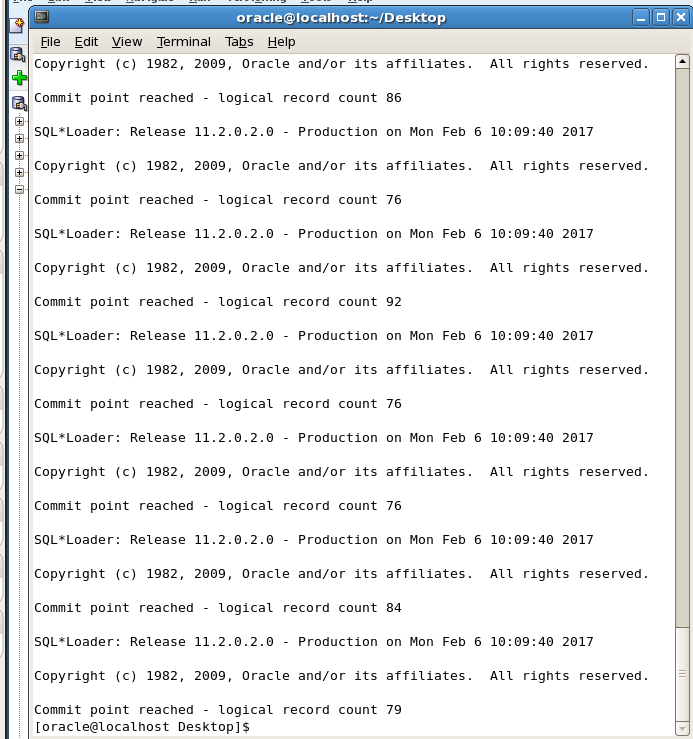 oracle@localhost:~/Desktop
File Edit View Terminal Tabs Help
Copyright (c) 1982, 2009, Oracle and/or its affiliates.  All rights reserved.
Commit point reached - logical record count 86
SQL*Loader: Release 11.2.0.2.0 - Production on Mon Feb 6 10:09:40 2017
Copyright (c) 1982, 2009, Oracle and/or its affiliates.  All rights reserved.
Commit point reached - logical record count 76
SQL*Loader: Release 11.2.0.2.0 - Production on Mon Feb 6 10:09:40 2017
Copyright (c) 1982, 2009, Oracle and/or its affiliates.  All rights reserved.
Commit point reached - logical record count 92
SQL*Loader: Release 11.2.0.2.0 - Production on Mon Feb 6 10:09:40 2017
Copyright (c) 1982, 2009, Oracle and/or its affiliates.  All rights reserved.
Commit point reached - logical record count 76
SQL*Loader: Release 11.2.0.2.0 - Production on Mon Feb 6 10:09:40 2017
Copyright (c) 1982, 2009, Oracle and/or its affiliates.  All rights reserved.
Commit point reached - logical record count 76
SQL*Loader: Release 11.2.0.2.0 - Production on Mon Feb 6 10:09:40 2017
Copyright (c) 1982, 2009, Oracle and/or its affiliates.  All rights reserved.
Commit point reached - logical record count 84
SQL*Loader: Release 11.2.0.2.0 - Production on Mon Feb 6 10:09:40 2017
Copyright (c) 1982, 2009, Oracle and/or its affiliates.  All rights reserved.
Commit point reached - logical record count 79
[oracle@localhost Desktop]$